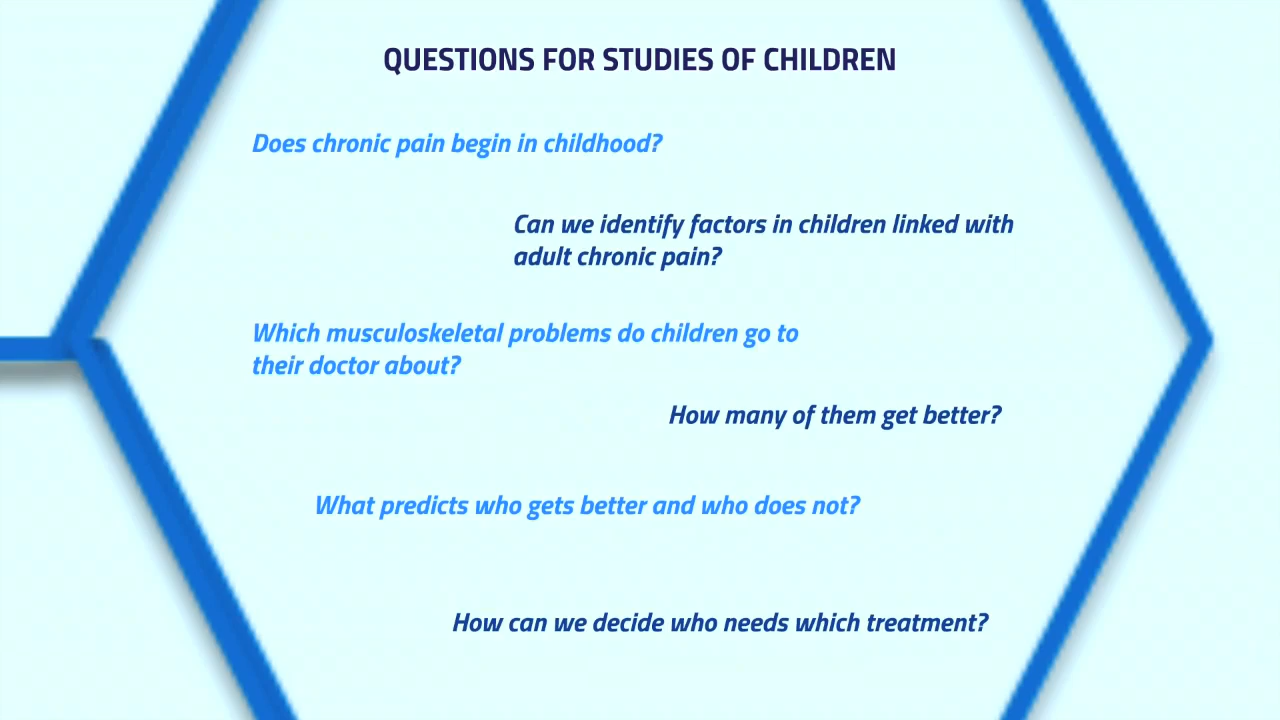 QUESTIONS FOR STUDIES OF CHILDREN
Does chronic pain begin in childhood?
Can we identify factors in children linked with
adult chronic pain?
Which musculoskeletal problems do children go to
their doctor about?
How many of them get better?
What predicts who gets better and who does not?
How can we decide who needs which treatment?